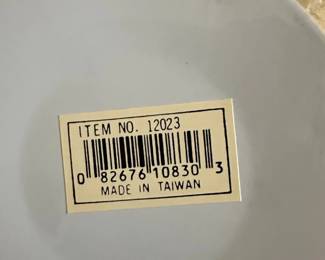 ITEM NO. 12023
0 82676 10830 3
MADE IN TAIWAN